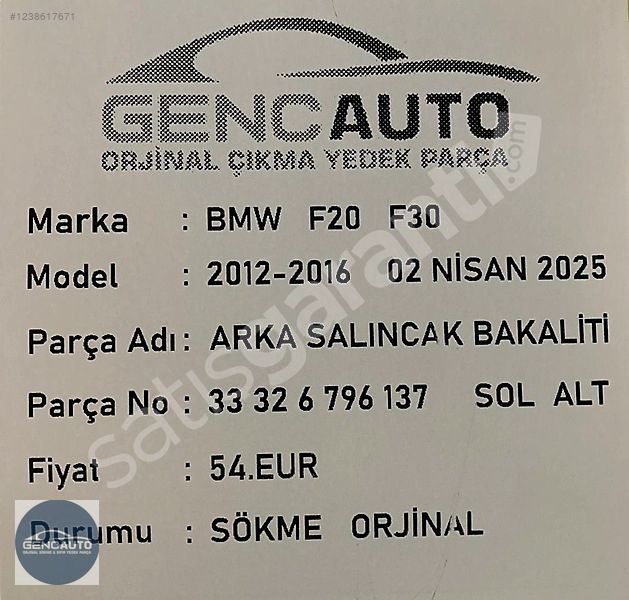 #1238617671
GENCAUTO
ORJİNAL ÇIKMA YEDEK PARÇA
Marka : BMW F20 F30
Model : 2012-2016 02 NİSAN 2025
Parça Adı : ARKA SALINCAK BAKALİTİ
Parça No : 33 32 6 796 137 SOL ALT
Fiyat : 54.EUR
Durumu : SÖKME ORJİNAL
satisgaranti.com
GENCAUTO